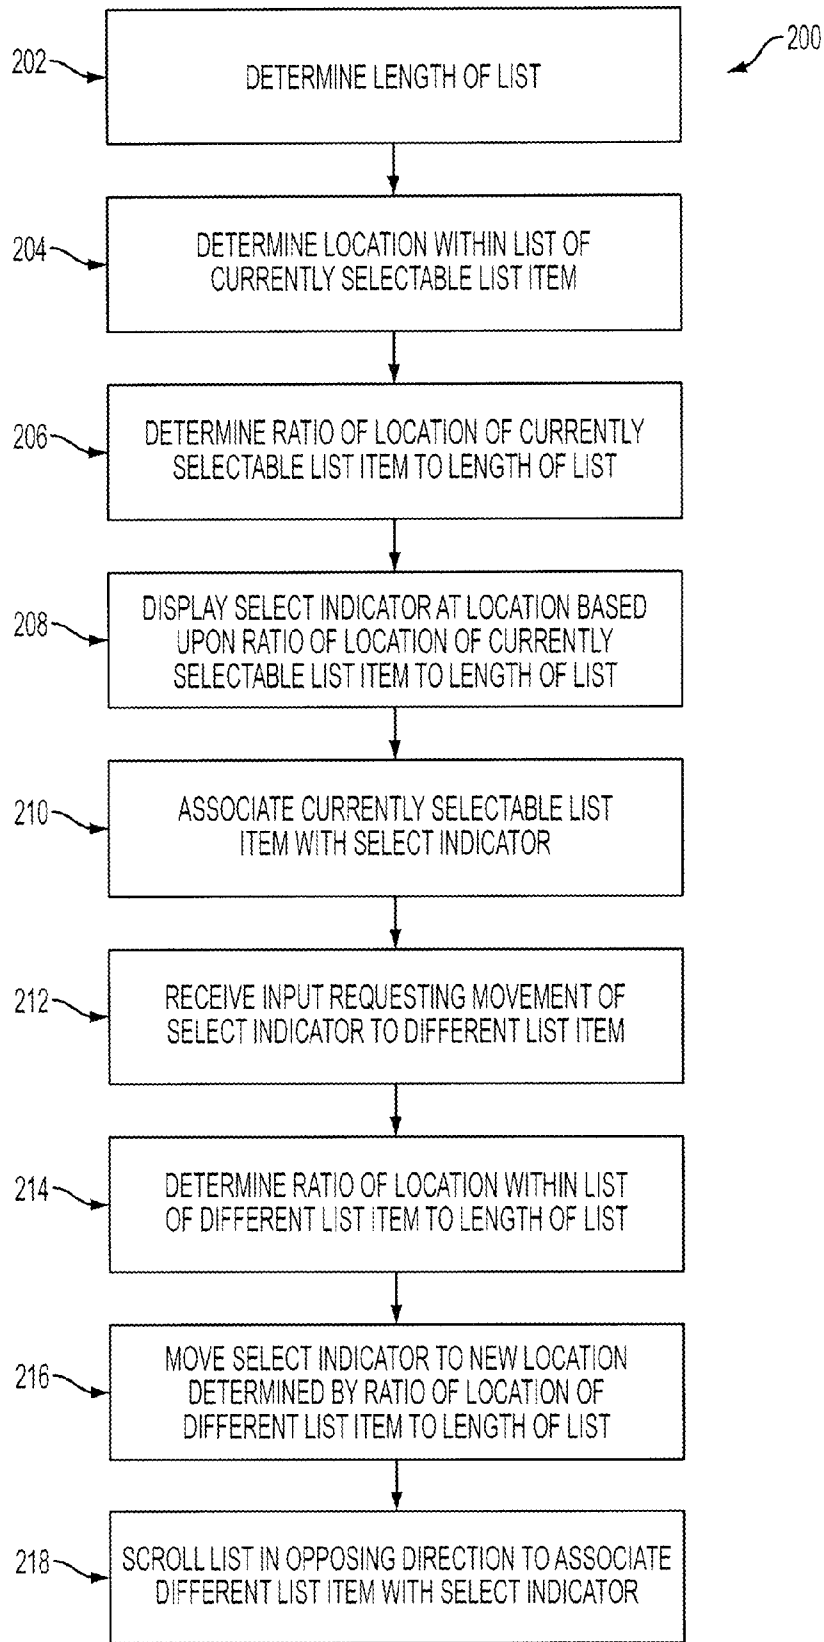 200
202
DETERMINE LENGTH OF LIST
204
DETERMINE LOCATION WITHIN LIST OF
CURRENTLY SELECTABLE LIST ITEM
206
DETERMINE RATIO OF LOCATION OF CURRENTLY
SELECTABLE LIST ITEM TO LENGTH OF LIST
208
DISPLAY SELECT INDICATOR AT LOCATION BASED
UPON RATIO OF LOCATION OF CURRENTLY
SELECTABLE LIST ITEM TO LENGTH OF LIST
210
ASSOCIATE CURRENTLY SELECTABLE LIST
ITEM WITH SELECT INDICATOR
212
RECEIVE INPUT REQUESTING MOVEMENT OF
SELECT INDICATOR TO DIFFERENT LIST ITEM
214
DETERMINE RATIO OF LOCATION WITHIN LIST
OF DIFFERENT LIST ITEM TO LENGTH OF LIST
216
MOVE SELECT INDICATOR TO NEW LOCATION
DETERMINED BY RATIO OF LOCATION OF
DIFFERENT LIST ITEM TO LENGTH OF LIST
218
SCROLL LIST IN OPPOSING DIRECTION TO ASSOCIATE
DIFFERENT LIST ITEM WITH SELECT INDICATOR